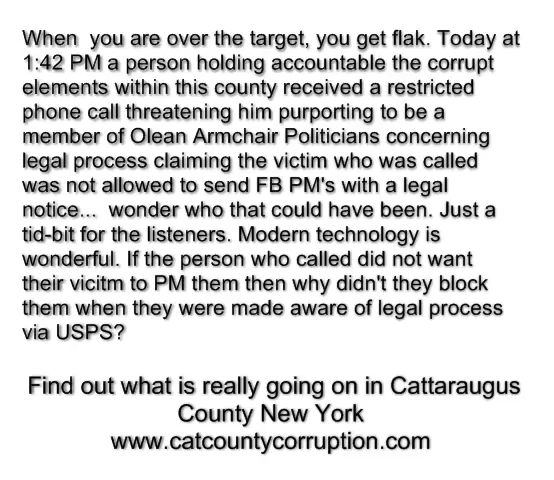 When  you are over the target, you get flak. Today at
1:42 PM a person holding accountable the corrupt
elements within this county received a restricted
phone call threatening him purporting to be a
member of Olean Armchair Politicians concerning
legal process claiming the victim who was called
was not allowed to send FB PM's with a legal
notice...  wonder who that could have been. Just a
tid-bit for the listeners. Modern technology is
wonderful. If the person who called did not want
their vicitm to PM them then why didn't they block
them when they were made aware of legal process
via USPS?
Find out what is really going on in Cattaraugus
County New York
www.catcountycorruption.com